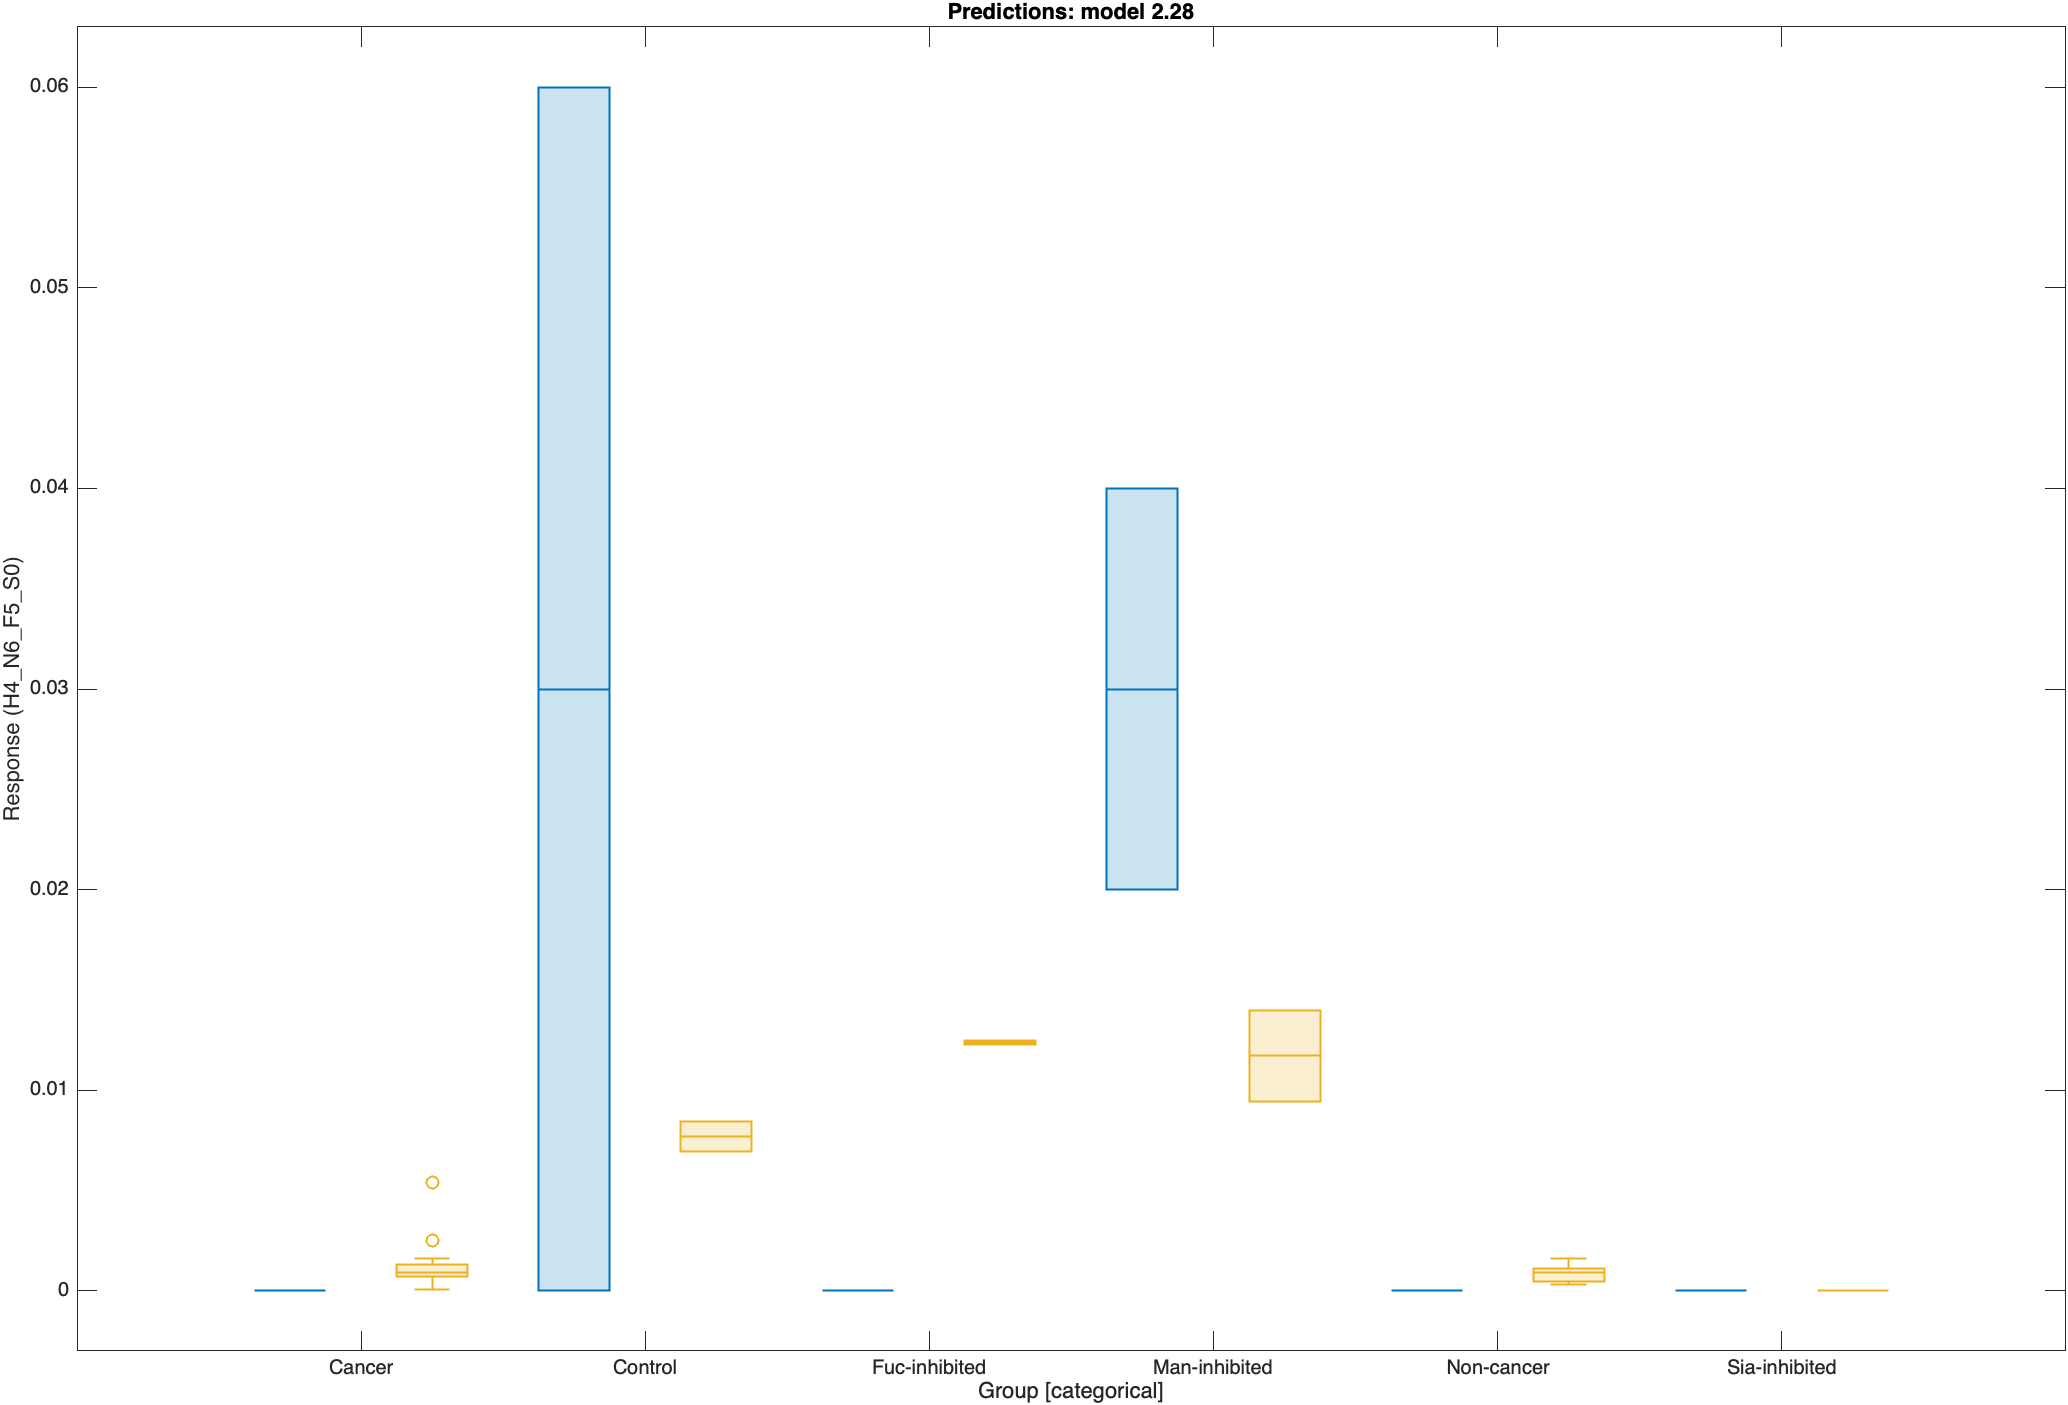 Predictions: model 2.28
0.06
0.05
0.04
0.03
0.02
0.01
0
Response (H4_N6_F5_S0)
Cancer
Control
Fuc-inhibited
Man-inhibited
Non-cancer
Sia-inhibited
Group [categorical]